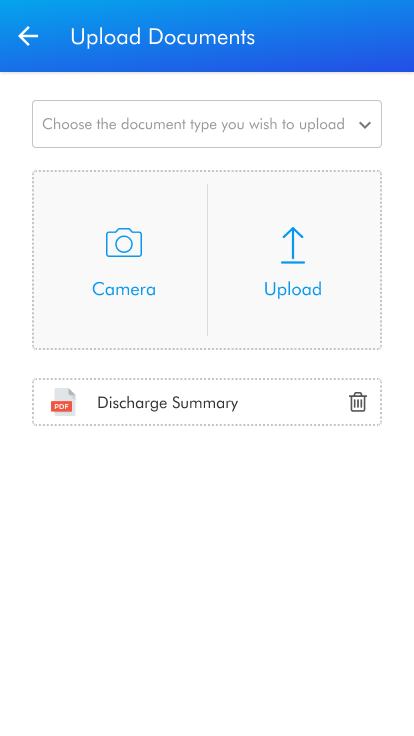 Upload Documents
Choose the document type you wish to upload
Camera
Upload
PDF
Discharge Summary